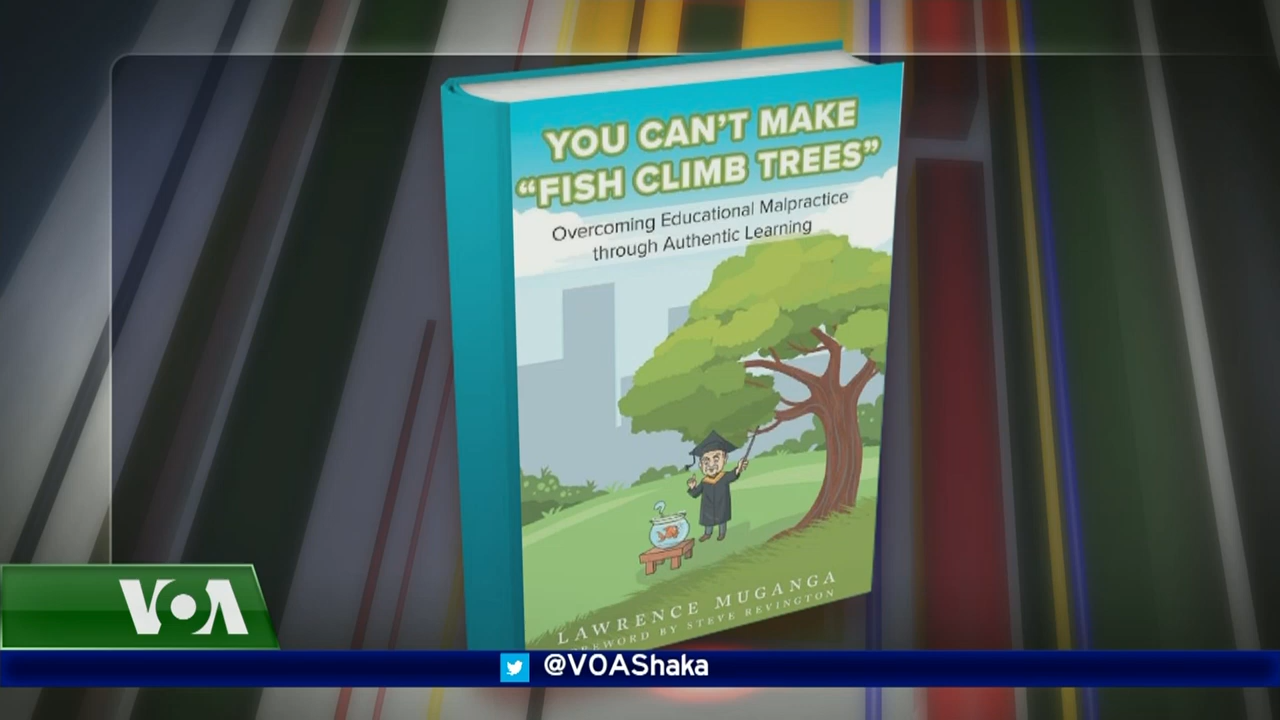 YOU CAN'T MAKE
“FISH CLIMB TREES”
Overcoming Educational Malpractice
through Authentic Learning
?
LAWRENCE MUGANGA
FOREWORD BY STEVE REVINGTON
VOA
@VOAShaka